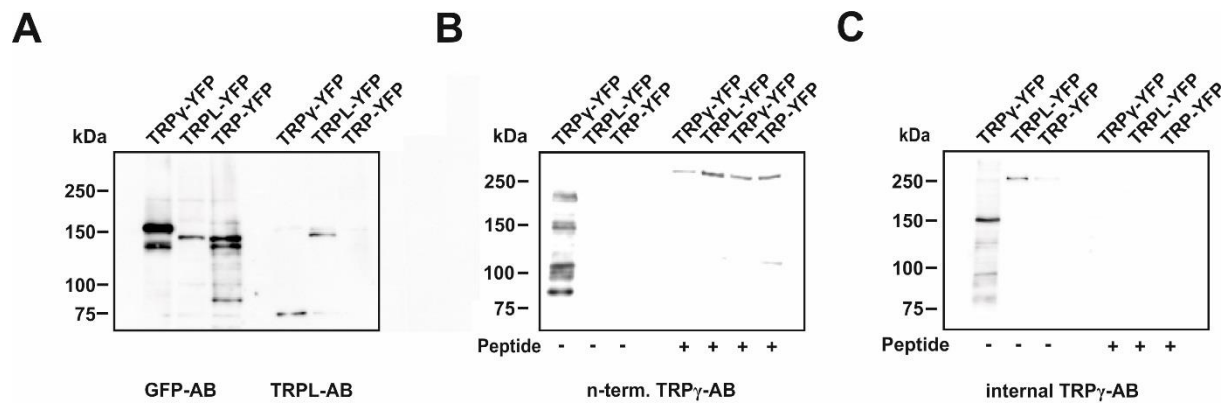 A
B
C
TRPγ-YFP TRPL-YFP TRP-YFP TRPγ-YFP TRPL-YFP TRP-YFP
TRPγ-YFP TRPL-YFP TRP-YFP TRPγ-YFP TRPL-YFP TRPγ-YFP TRP-YFP
TRPγ-YFP TRPL-YFP TRP-YFP TRPγ-YFP TRPL-YFP TRP-YFP
kDa kDa kDa
250 250 250
150 150 150
100 100 100
75 75 75
Peptide - - - + + + + Peptide - - - + + +
GFP-AB TRPL-AB n-term. TRPγ-AB internal TRPγ-AB